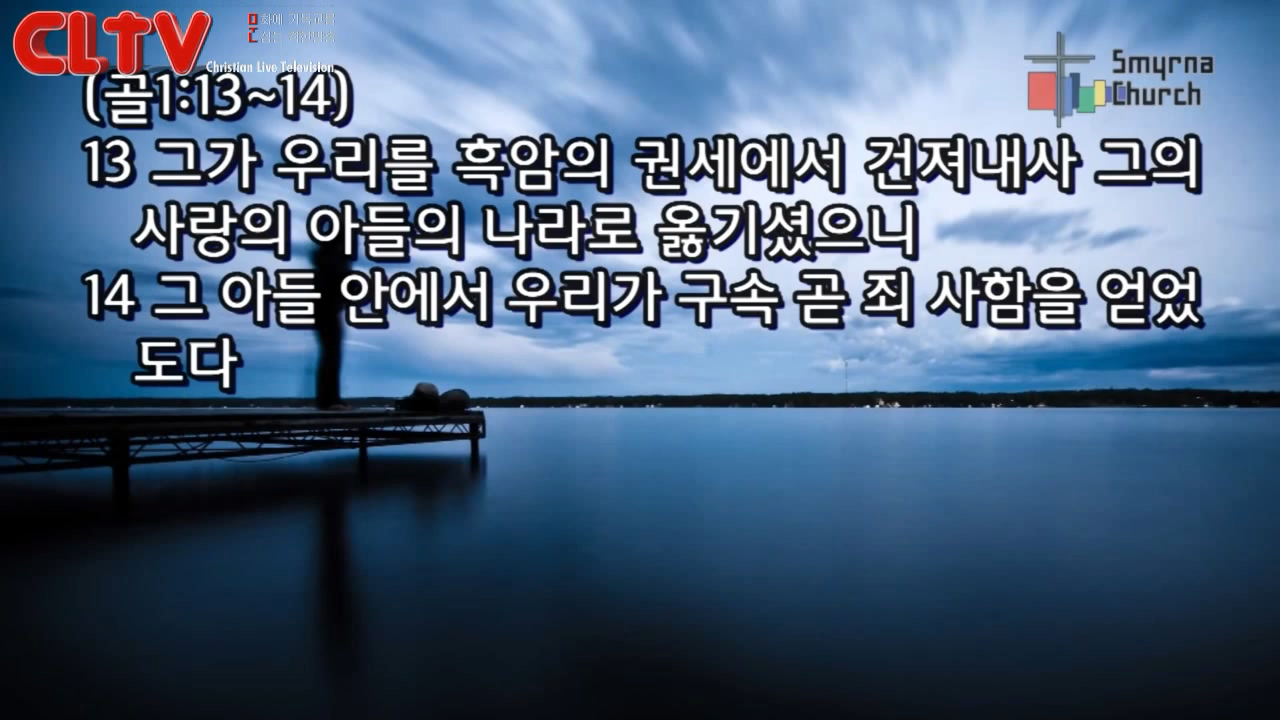 CLTV
Christian Live Television
Smyrna
Church
(골1:13~14)
13 그가 우리를 흑암의 권세에서 건져내사 그의
사랑의 아들의 나라로 옮기셨으니
14 그 아들 안에서 우리가 구속 곧 죄 사함을 얻었
도다